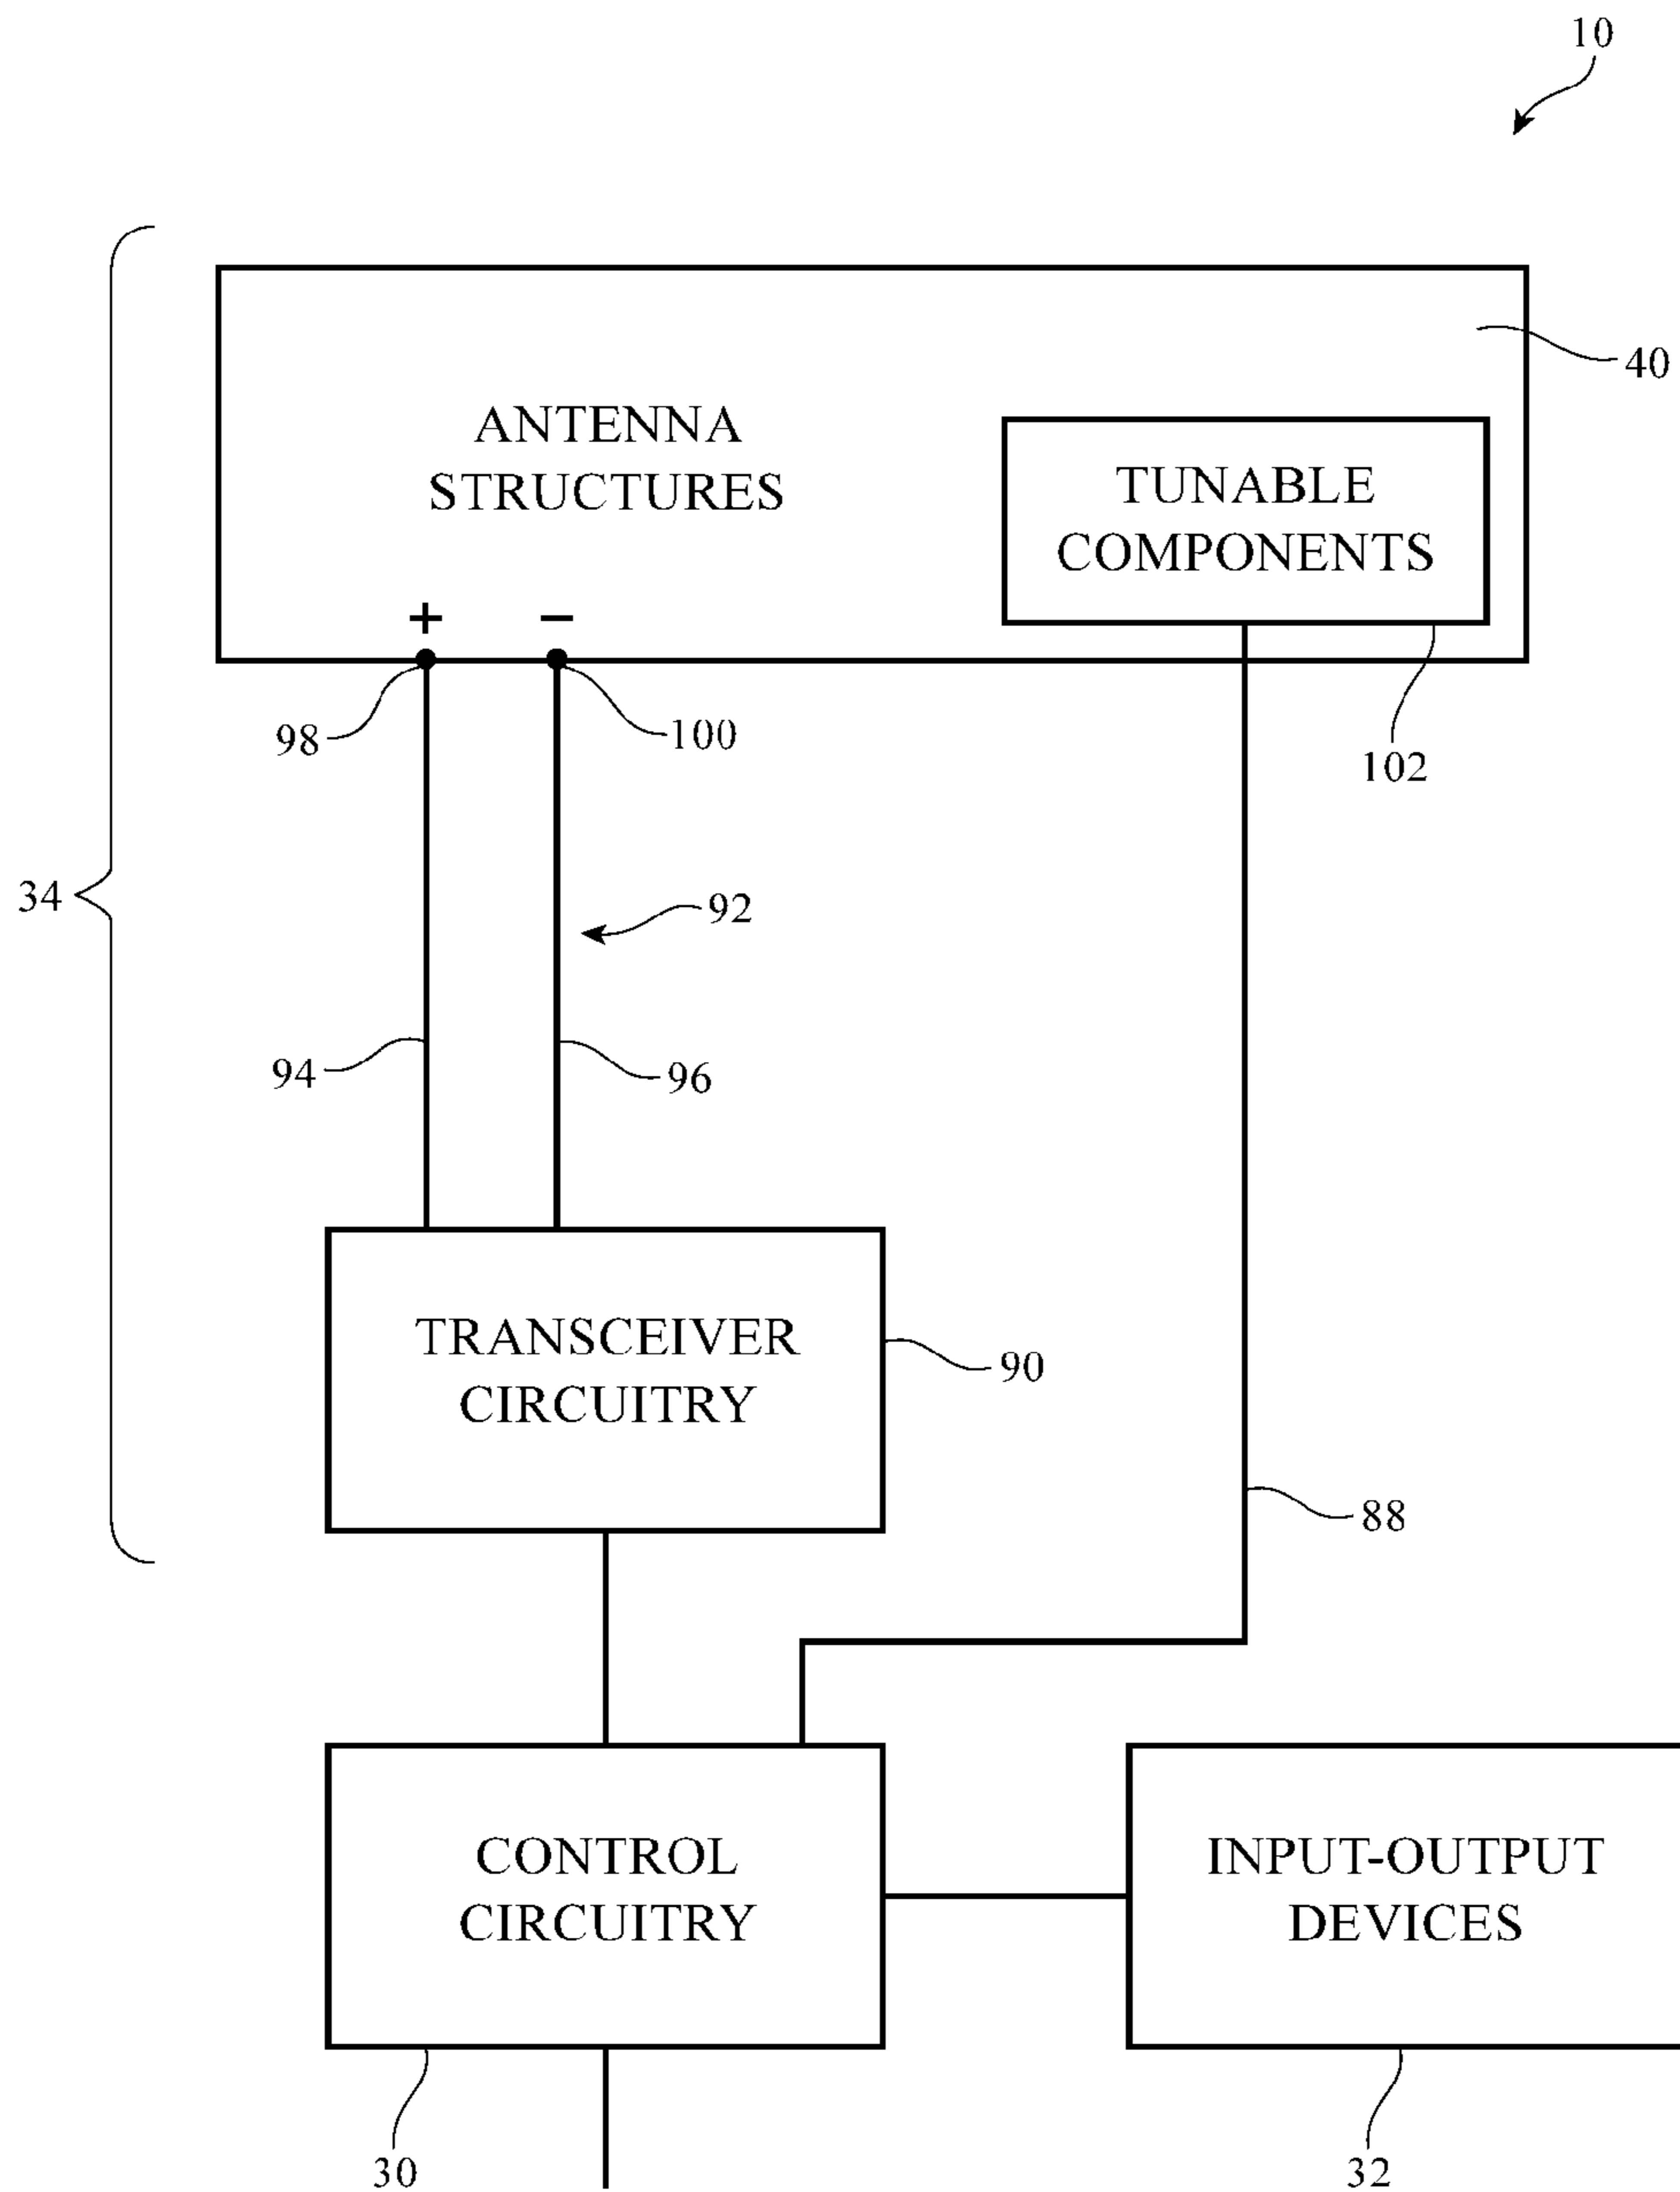 10
40
ANTENNA
STRUCTURES
TUNABLE
COMPONENTS
+ −
98
100
102
34
92
94
96
TRANSCEIVER
CIRCUITRY
90
88
CONTROL
CIRCUITRY
INPUT-OUTPUT
DEVICES
30
32